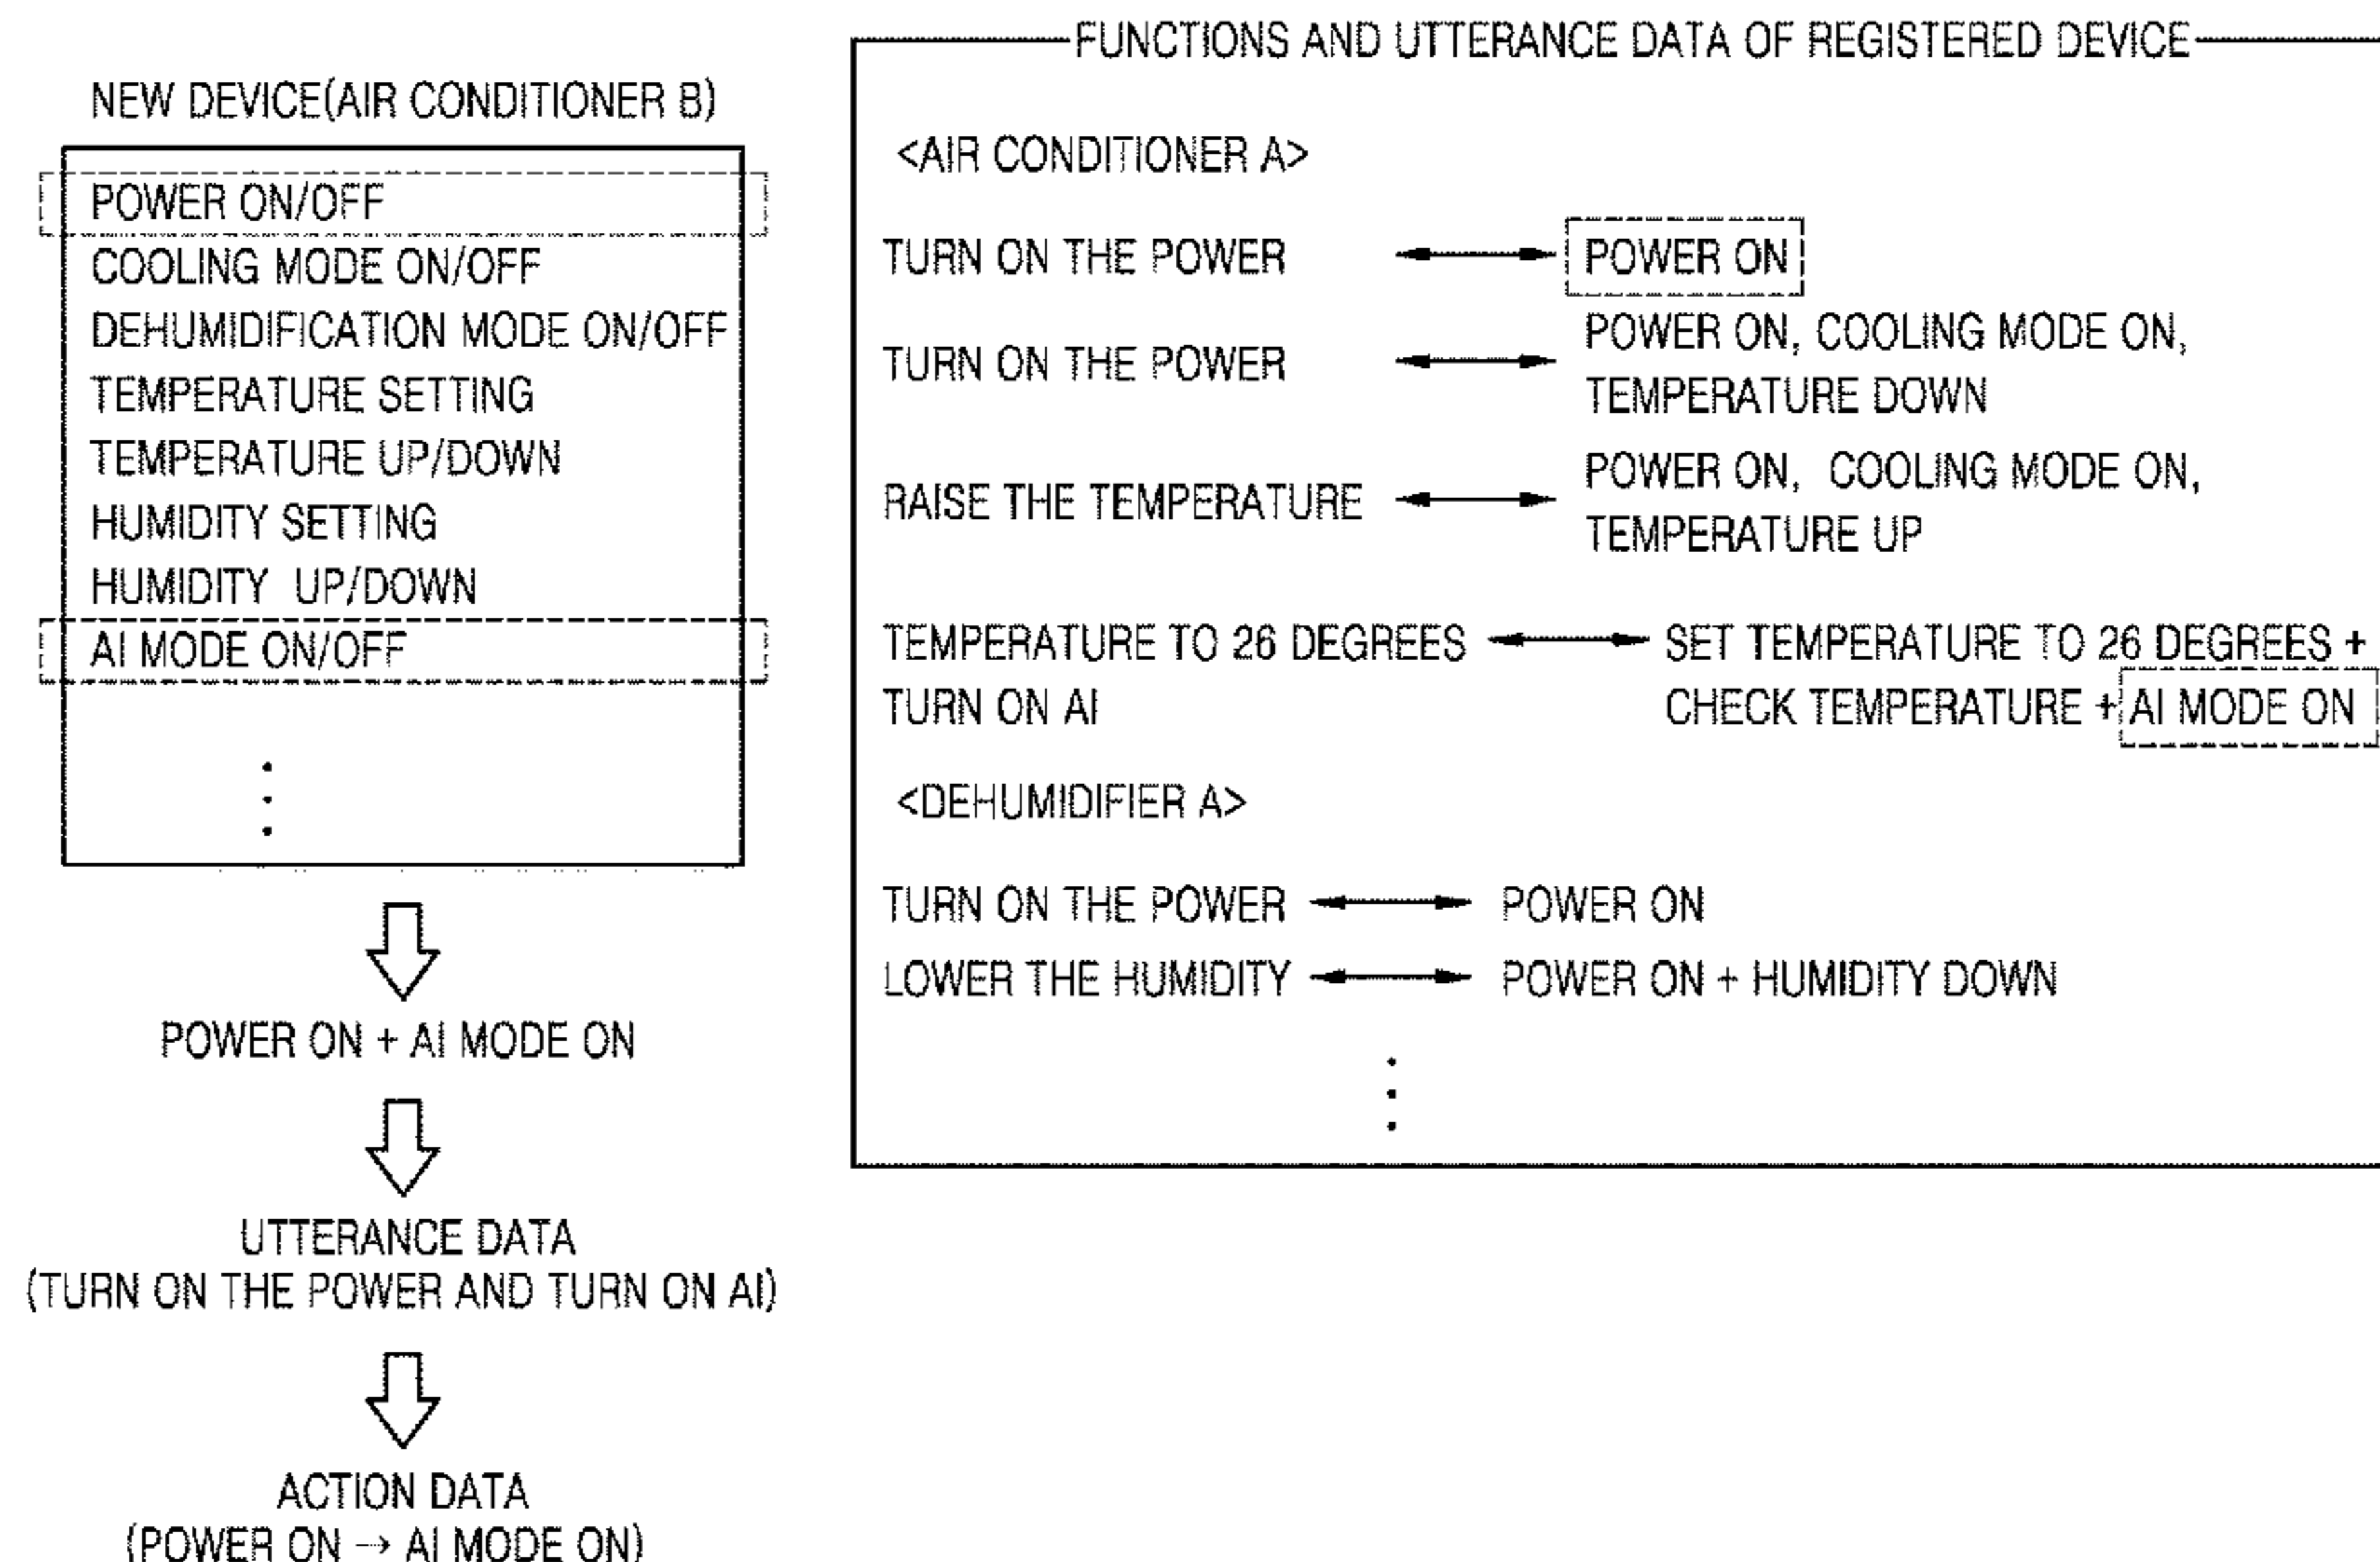 NEW DEVICE(AIR CONDITIONER B)
POWER ON/OFF
COOLING MODE ON/OFF
DEHUMIDIFICATION MODE ON/OFF
TEMPERATURE SETTING
TEMPERATURE UP/DOWN
HUMIDITY SETTING
HUMIDITY UP/DOWN
AI MODE ON/OFF
POWER ON + AI MODE ON
UTTERANCE DATA
(TURN ON THE POWER AND TURN ON AI)
ACTION DATA
(POWER ON → AI MODE ON)
FUNCTIONS AND UTTERANCE DATA OF REGISTERED DEVICE
<AIR CONDITIONER A>
TURN ON THE POWER ↔ POWER ON
TURN ON THE POWER ↔ POWER ON, COOLING MODE ON,
TEMPERATURE DOWN
RAISE THE TEMPERATURE ↔ POWER ON, COOLING MODE ON,
TEMPERATURE UP
TEMPERATURE TO 26 DEGREES ↔ SET TEMPERATURE TO 26 DEGREES +
TURN ON AI CHECK TEMPERATURE + AI MODE ON
<DEHUMIDIFIER A>
TURN ON THE POWER ↔ POWER ON
LOWER THE HUMIDITY ↔ POWER ON + HUMIDITY DOWN